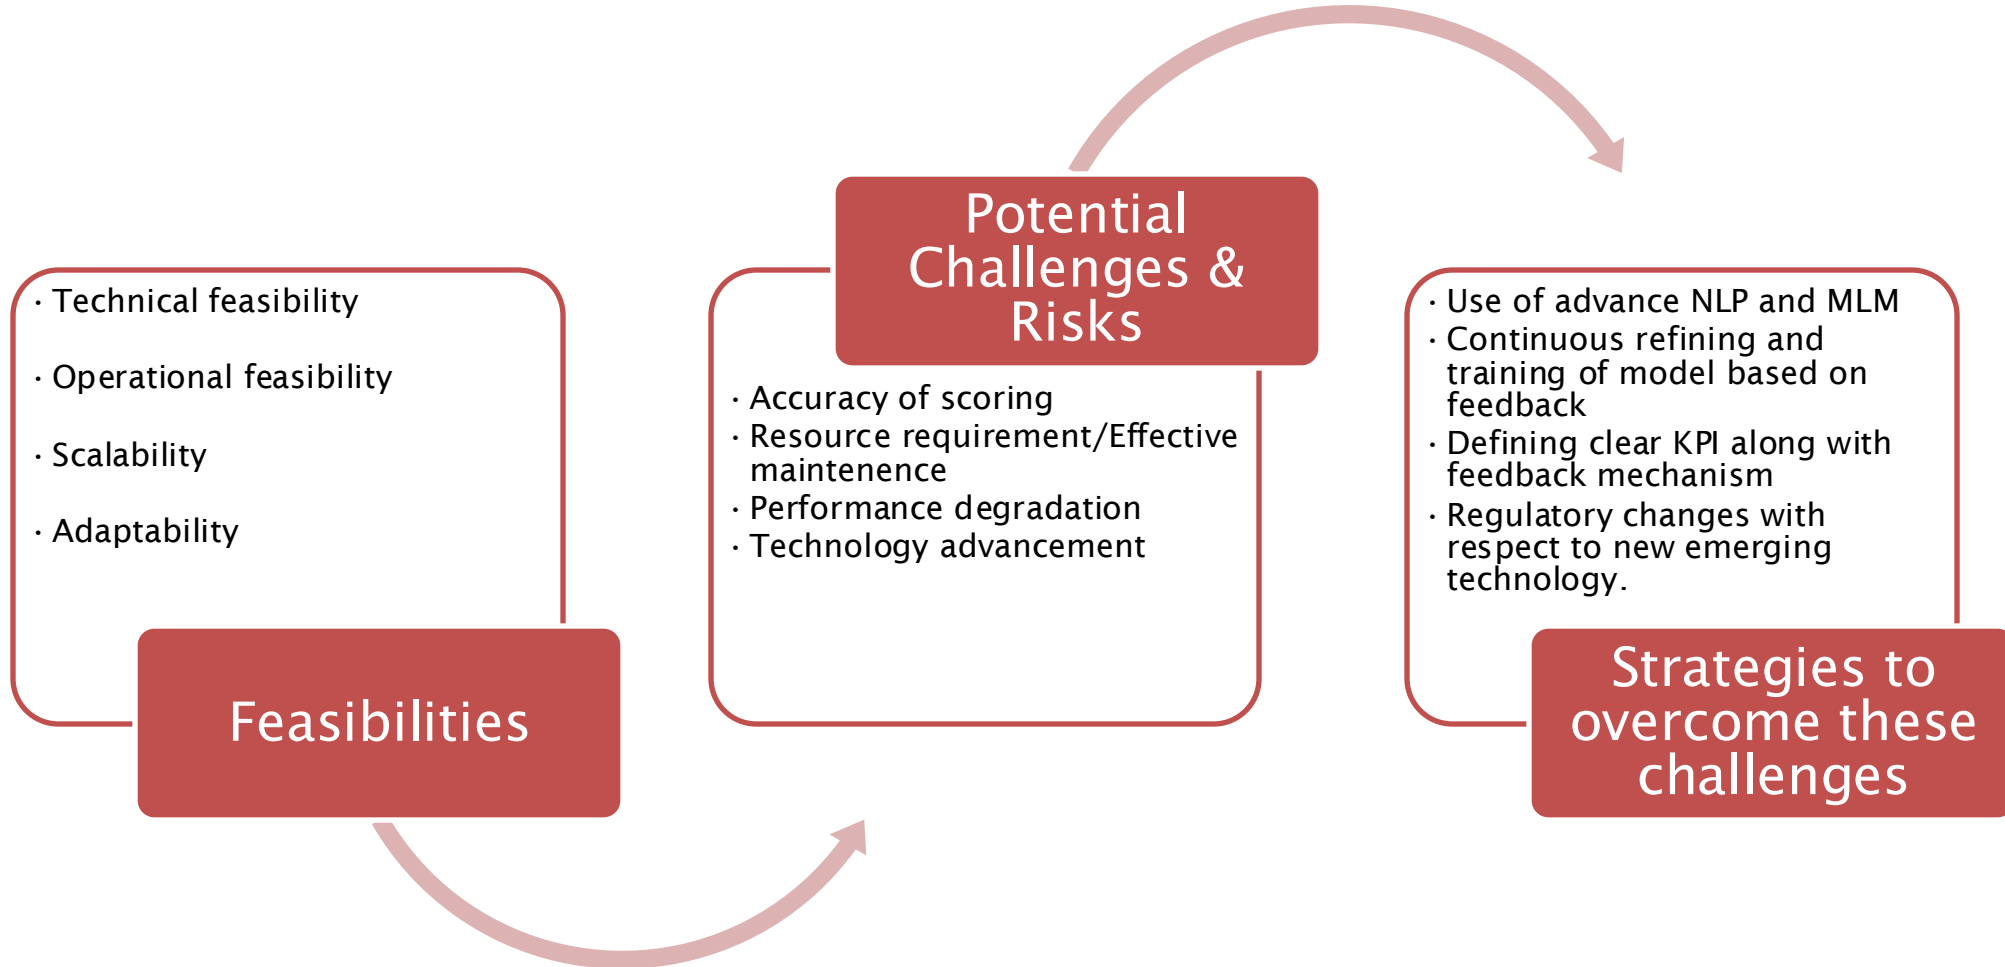 · Technical feasibility
· Operational feasibility
· Scalability
· Adaptability
Feasibilities
Potential
Challenges &
Risks
· Accuracy of scoring
· Resource requirement/Effective
maintenence
· Performance degradation
· Technology advancement
· Use of advance NLP and MLM
· Continuous refining and
training of model based on
feedback
· Defining clear KPI along with
feedback mechanism
· Regulatory changes with
respect to new emerging
technology.
Strategies to
overcome these
challenges